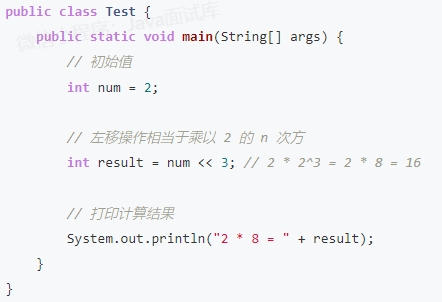 public class Test {
    public static void main(String[] args) {
        // 初始值
        int num = 2;
        // 左移操作相当于乘以 2 的 n 次方
        int result = num << 3; // 2 * 2^3 = 2 * 8 = 16
        // 打印计算结果
        System.out.println("2 * 8 = " + result);
    }
}